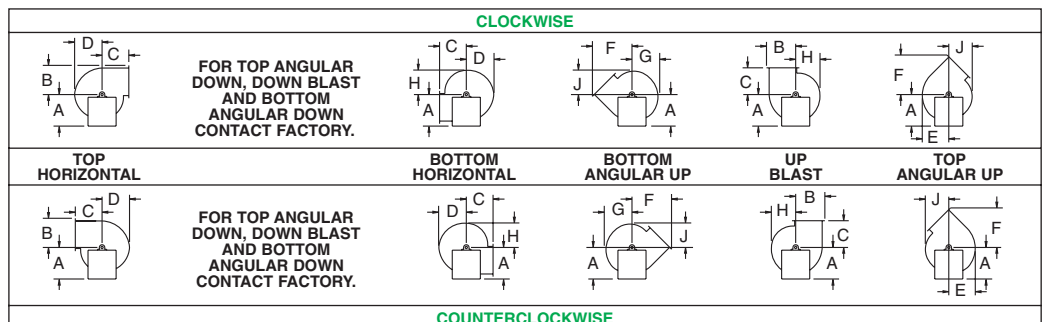 CLOCKWISE
D
C
B
A
FOR TOP ANGULAR
DOWN, DOWN BLAST
AND BOTTOM
ANGULAR DOWN
CONTACT FACTORY.
C
D
H
A
F
G
J
A
B
H
C
A
J
F
A
E
TOP
HORIZONTAL
BOTTOM
HORIZONTAL
BOTTOM
ANGULAR UP
UP
BLAST
TOP
ANGULAR UP
D
C
B
A
FOR TOP ANGULAR
DOWN, DOWN BLAST
AND BOTTOM
ANGULAR DOWN
CONTACT FACTORY.
C
D
H
A
F
G
J
A
B
H
C
A
J
F
A
E
COUNTERCLOCKWISE